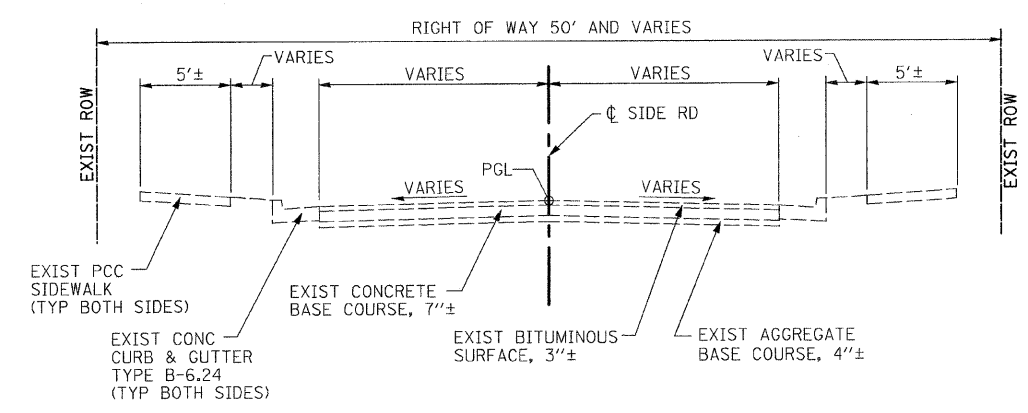 RIGHT OF WAY 50' AND VARIES
VARIES
VARIES
5'±
VARIES
VARIES
5'±
EXIST ROW
EXIST ROW
℄ SIDE RD
PGL
VARIES
VARIES
EXIST PCC
SIDEWALK
(TYP BOTH SIDES)
EXIST CONCRETE
BASE COURSE, 7"±
EXIST CONC
CURB & GUTTER
TYPE B-6.24
(TYP BOTH SIDES)
EXIST BITUMINOUS
SURFACE, 3"±
EXIST AGGREGATE
BASE COURSE, 4"±